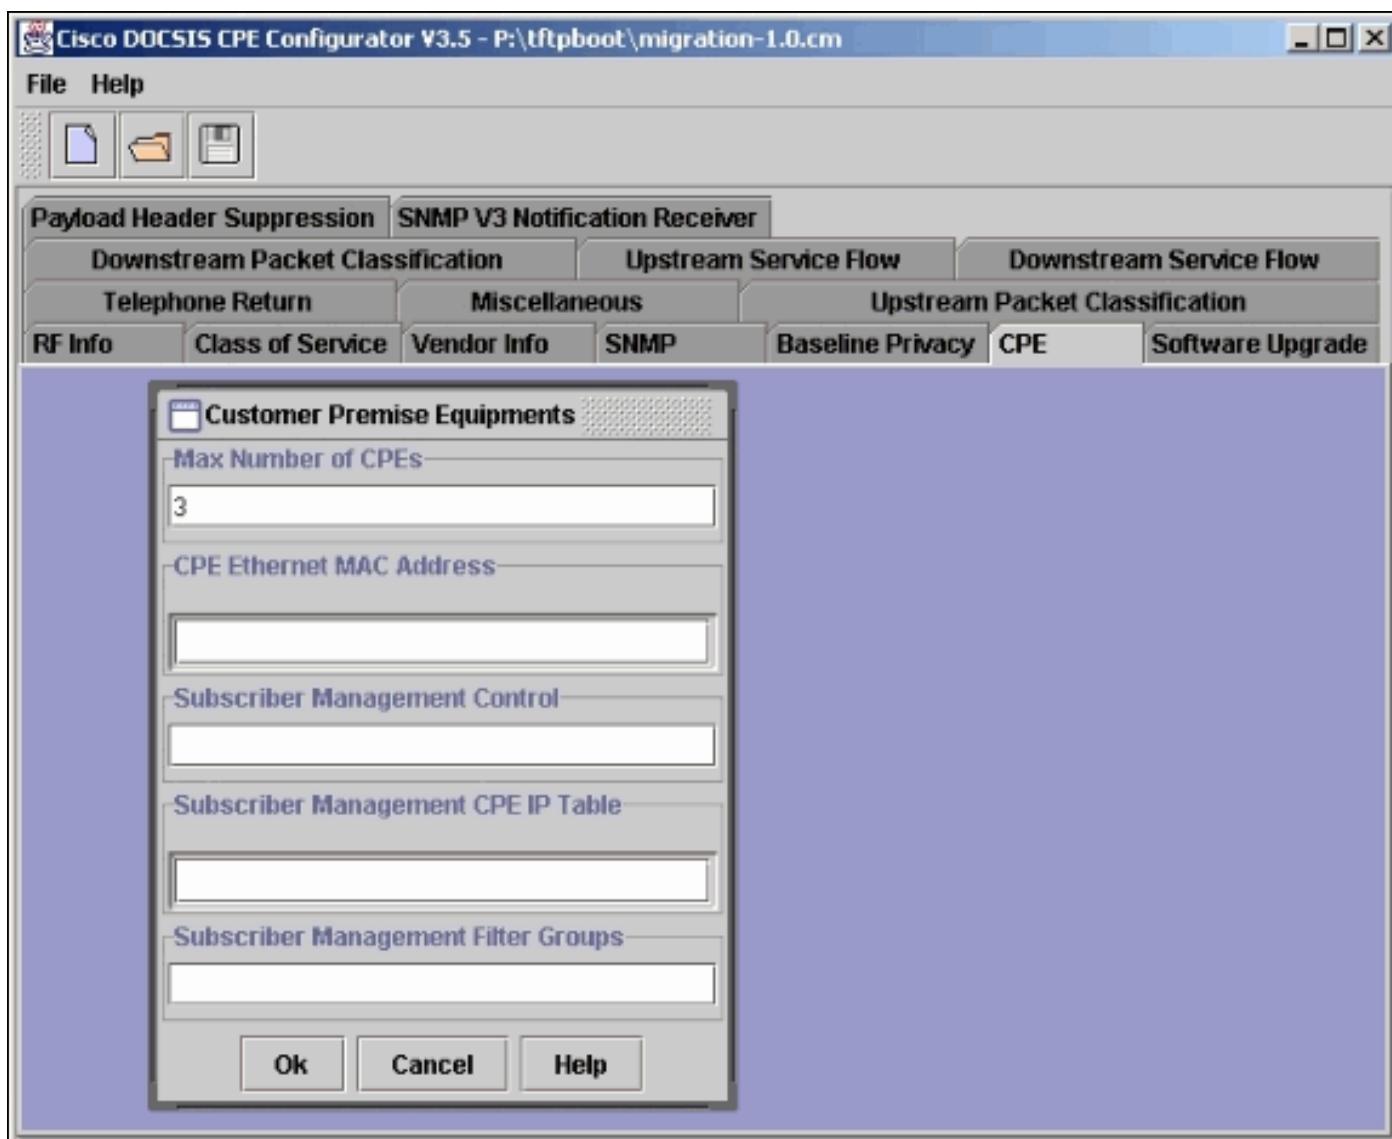 Cisco DOCSIS CPE Configurator V3.5 - P:\tftpboot\migration-1.0.cm
File Help
Payload Header Suppression SNMP V3 Notification Receiver
Downstream Packet Classification Upstream Service Flow Downstream Service Flow
Telephone Return Miscellaneous Upstream Packet Classification
RF Info Class of Service Vendor Info SNMP Baseline Privacy CPE Software Upgrade
Customer Premise Equipments
Max Number of CPEs
3
CPE Ethernet MAC Address
Subscriber Management Control
Subscriber Management CPE IP Table
Subscriber Management Filter Groups
Ok Cancel Help